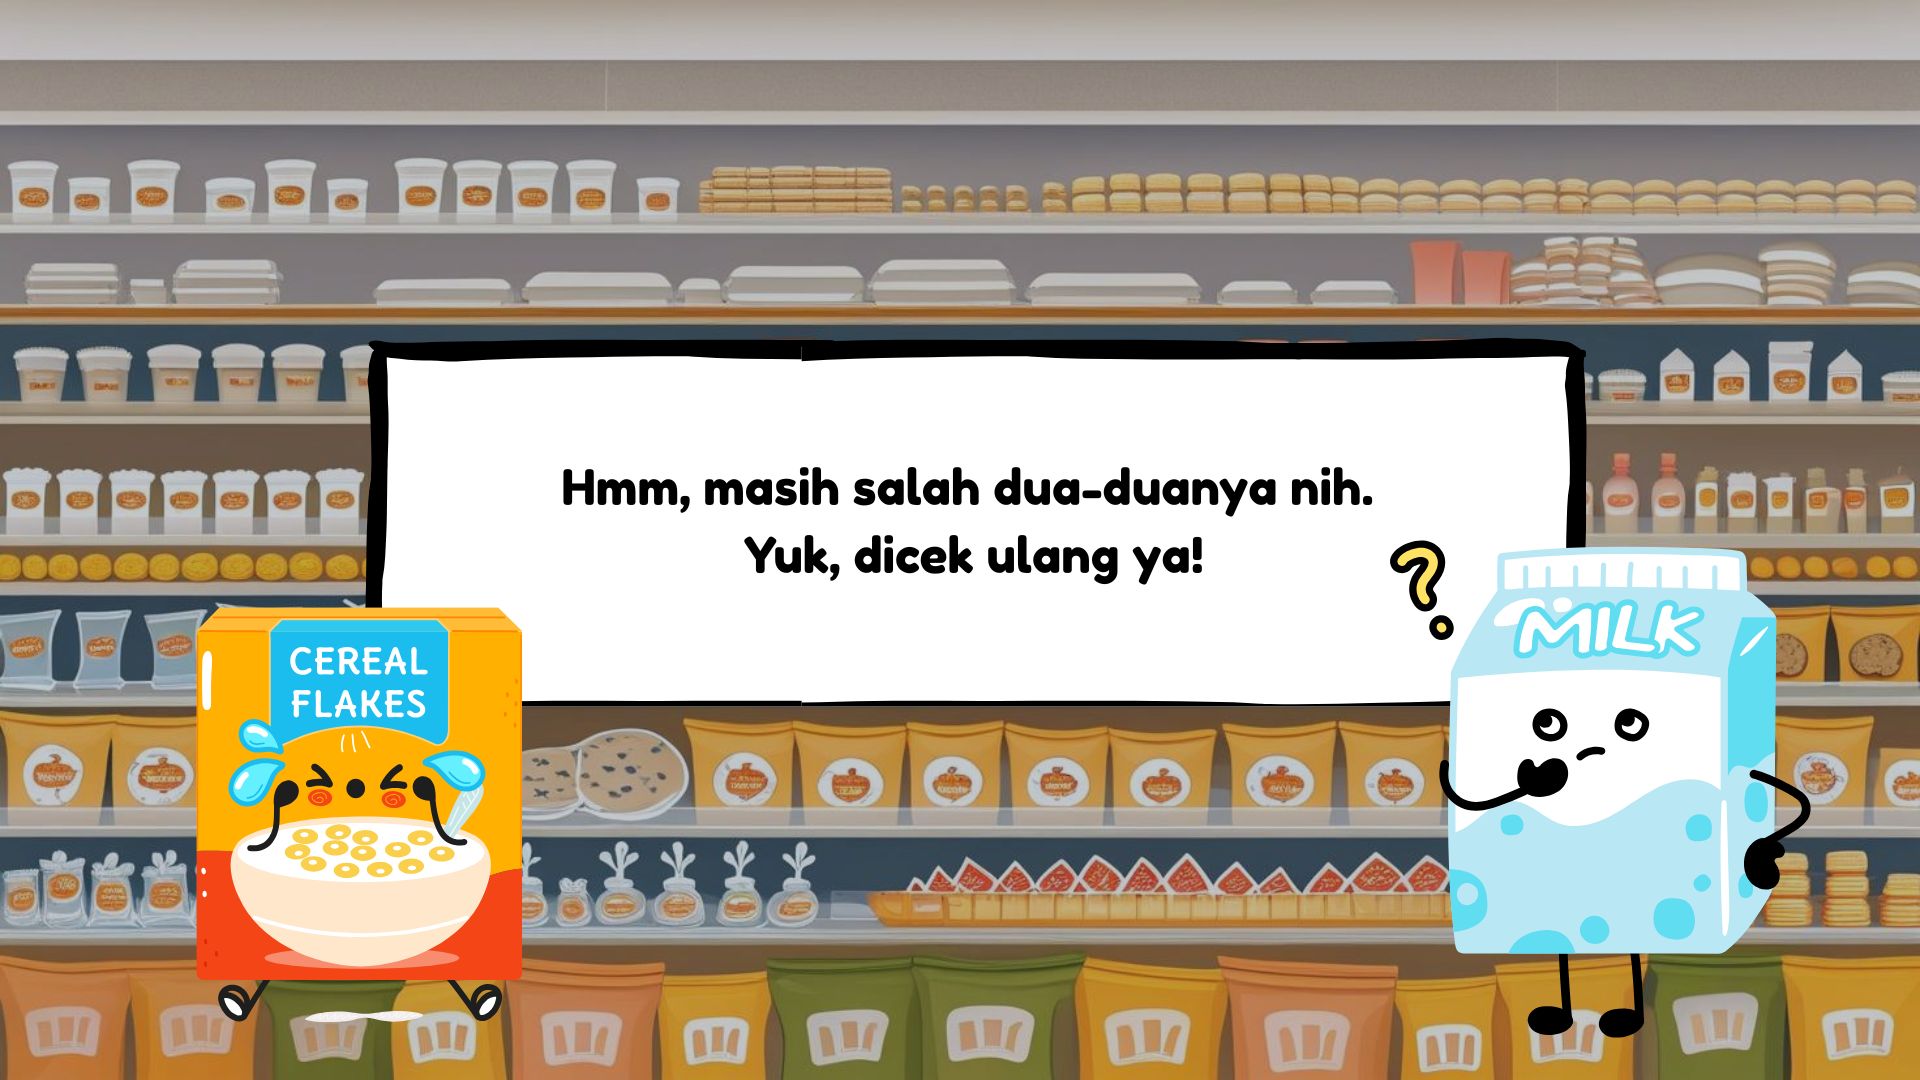 Hmm, masih salah dua-duanya nih.
Yuk, dicek ulang ya!
CEREAL
FLAKES
MILK